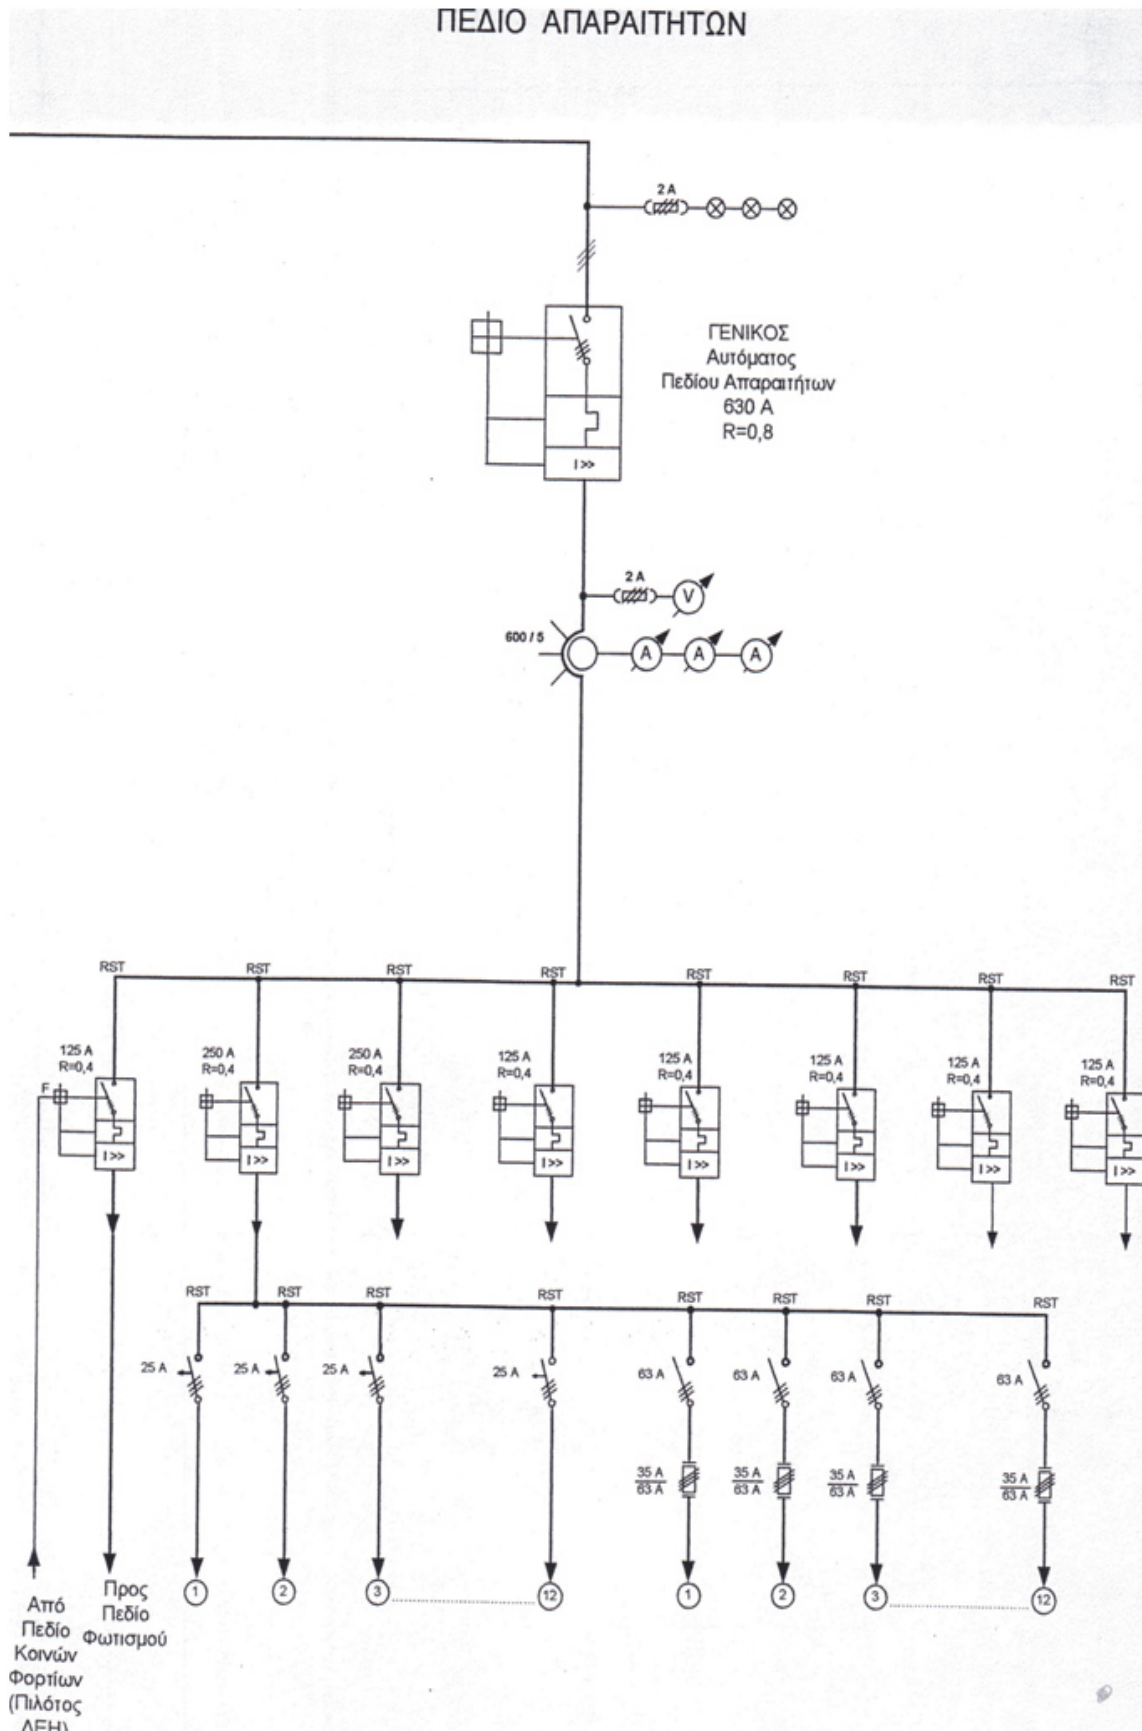 ΠΕΔΙΟ ΑΠΑΡΑΙΤΗΤΩΝ
2 A
ΓΕΝΙΚΟΣ
Αυτόματος
Πεδίου Απαραιτήτων
630 A
R=0,8
I >>
2 A
V
600 / 5
A A A
RST RST RST RST RST RST RST RST
125 A
R=0,4
250 A
R=0,4
250 A
R=0,4
125 A
R=0,4
125 A
R=0,4
125 A
R=0,4
125 A
R=0,4
125 A
R=0,4
F
I >> I >> I >> I >> I >> I >> I >> I >>
RST RST RST RST RST RST RST RST
25 A 25 A 25 A 25 A 63 A 63 A 63 A 63 A
35 A
63 A
35 A
63 A
35 A
63 A
35 A
63 A
1 2 3 12 1 2 3 12
Από
Πεδίο
Κοινών
Φορτίων
(Πιλότος
ΔΕΗ)
Προς
Πεδίο
Φωτισμού